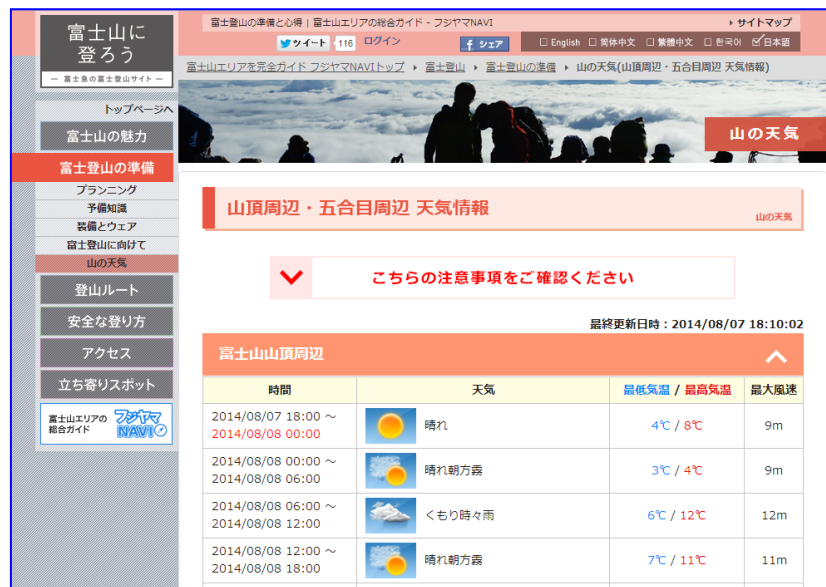 富士山に
登ろう
― 富士急の富士登山サイト ―
トップページへ
富士山の魅力
富士登山の準備
プランニング
予備知識
装備とウェア
富士登山に向けて
山の天気
登山ルート
安全な登り方
アクセス
立ち寄りスポット
富士山エリアの
総合ガイド
フジヤマ
NAVI
富士登山の準備と心得 | 富士山エリアの総合ガイド - フジヤマNAVI
サイトマップ
ツイート 116 ログイン f シェア English 简体中文 繁體中文 한국어 日本語
富士山エリアを完全ガイド フジヤマNAVIトップ 富士登山 富士登山の準備 山の天気(山頂周辺・五合目周辺 天気情報)
山の天気
山頂周辺・五合目周辺 天気情報
山の天気
こちらの注意事項をご確認ください
最終更新日時:2014/08/07 18:10:02
富士山山頂周辺
時間 天気 最低気温 / 最高気温 最大風速
2014/08/07 18:00 ~
2014/08/08 00:00
晴れ 4℃ / 8℃ 9m
2014/08/08 00:00 ~
2014/08/08 06:00
晴れ朝方霧 3℃ / 4℃ 9m
2014/08/08 06:00 ~
2014/08/08 12:00
くもり時々雨 6℃ / 12℃ 12m
2014/08/08 12:00 ~
2014/08/08 18:00
晴れ朝方霧 7℃ / 11℃ 11m